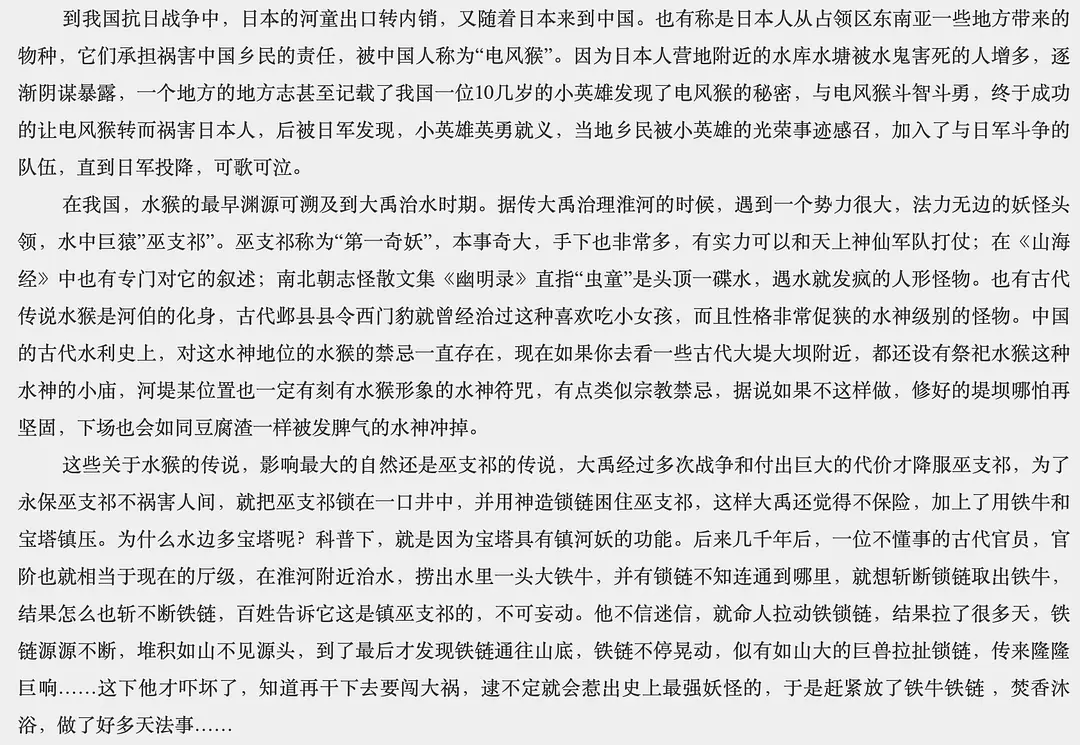 到我国抗日战争中，日本的河童出口转内销，又随着日本来到中国。也有称是日本人从占领区东南亚一些地方带来的
物种，它们承担祸害中国乡民的责任，被中国人称为“电风猴”。因为日本人营地附近的水库水塘被水鬼害死的人增多，逐
渐阴谋暴露，一个地方的地方志甚至记载了我国一位10几岁的小英雄发现了电风猴的秘密，与电风猴斗智斗勇，终于成功
的让电风猴转而祸害日本人，后被日军发现，小英雄英勇就义，当地乡民被小英雄的光荣事迹感召，加入了与日军斗争的
队伍，直到日军投降，可歌可泣。
在我国，水猴的最早渊源可溯及到大禹治水时期。据传大禹治理淮河的时候，遇到一个势力很大，法力无边的妖怪头
领，水中巨猿”巫支祁”。巫支祁称为“第一奇妖”，本事奇大，手下也非常多，有实力可以和天上神仙军队打仗；在《山海
经》中也有专门对它的叙述；南北朝志怪散文集《幽明录》直指“虫童”是头顶一碟水，遇水就发疯的人形怪物。也有古代
传说水猴是河伯的化身，古代邺县县令西门豹就曾经治过这种喜欢吃小女孩，而且性格非常促狭的水神级别的怪物。中国
的古代水利史上，对这水神地位的水猴的禁忌一直存在，现在如果你去看一些古代大堤大坝附近，都还设有祭祀水猴这种
水神的小庙，河堤某位置也一定有刻有水猴形象的水神符咒，有点类似宗教禁忌，据说如果不这样做，修好的堤坝哪怕再
坚固，下场也会如同豆腐渣一样被发脾气的水神冲掉。
这些关于水猴的传说，影响最大的自然还是巫支祁的传说，大禹经过多次战争和付出巨大的代价才降服巫支祁，为了
永保巫支祁不祸害人间，就把巫支祁锁在一口井中，并用神造锁链困住巫支祁，这样大禹还觉得不保险，加上了用铁牛和
宝塔镇压。为什么水边多宝塔呢？科普下，就是因为宝塔具有镇河妖的功能。后来几千年后，一位不懂事的古代官员，官
阶也就相当于现在的厅级，在淮河附近治水，捞出水里一头大铁牛，并有锁链不知连通到哪里，就想斩断锁链取出铁牛，
结果怎么也斩不断铁链，百姓告诉它这是镇巫支祁的，不可妄动。他不信迷信，就命人拉动铁锁链，结果拉了很多天，铁
链源源不断，堆积如山不见源头，到了最后才发现铁链通往山底，铁链不停晃动，似有如山大的巨兽拉扯锁链，传来隆隆
巨响……这下他才吓坏了，知道再干下去要闯大祸，逮不定就会惹出史上最强妖怪的，于是赶紧放了铁牛铁链 ，焚香沐
浴，做了好多天法事……